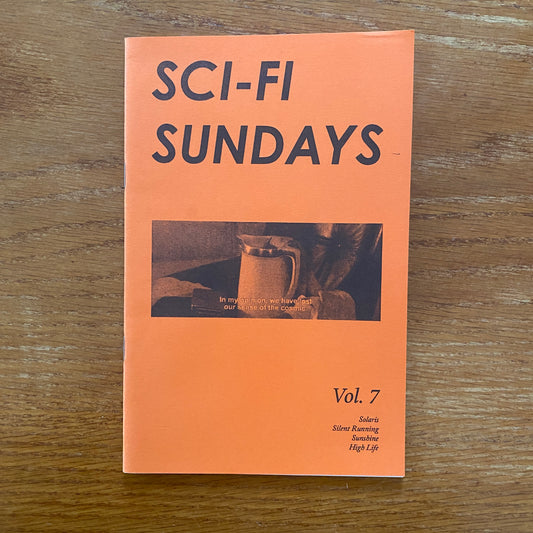 SCI-FI
SUNDAYS
In my opinion, we have lost
our sense of the cosmic.
Vol. 7
Solaris
Silent Running
Sunshine
High Life